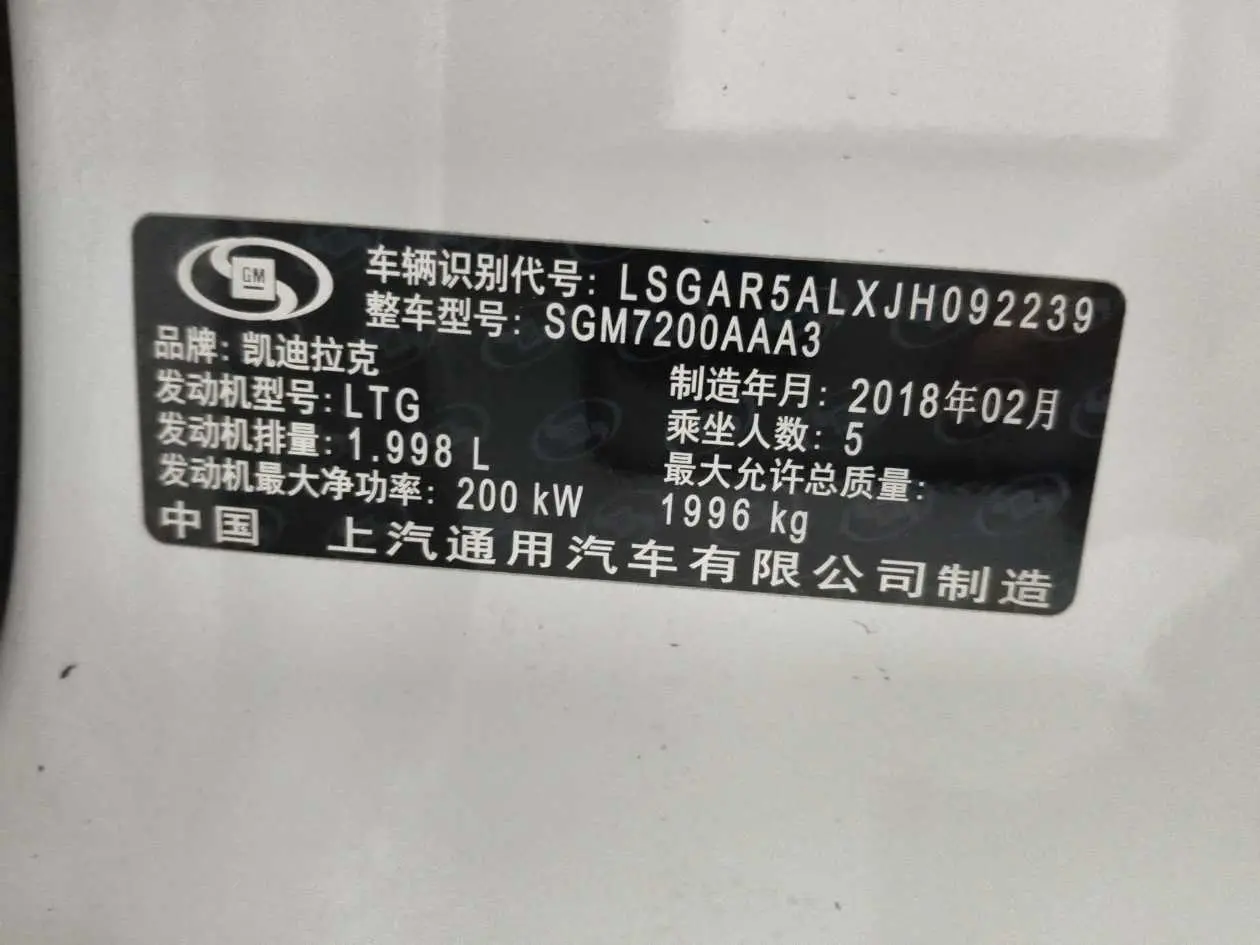 GM
车辆识别代号: LSGAR5ALXJH092239
整车型号: SGM7200AAA3
品牌: 凯迪拉克
发动机型号: LTG
制造年月: 2018年02月
发动机排量: 1.998 L
乘坐人数: 5
发动机最大净功率: 200 kW
最大允许总质量:
1996 kg
中国 上汽通用汽车有限公司制造